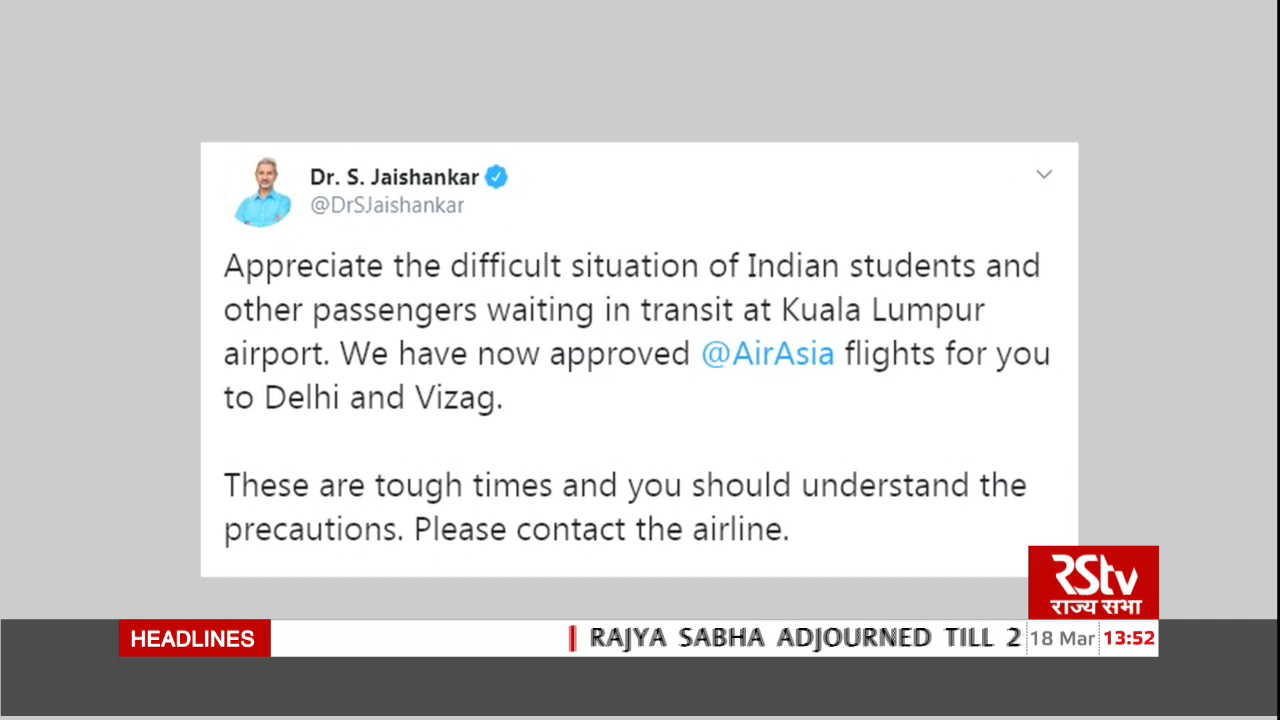 Dr. S. Jaishankar
@DrSJaishankar
Appreciate the difficult situation of Indian students and
other passengers waiting in transit at Kuala Lumpur
airport. We have now approved @AirAsia flights for you
to Delhi and Vizag.
These are tough times and you should understand the
precautions. Please contact the airline.
RStv
राज्य सभा
HEADLINES
RAJYA SABHA ADJOURNED TILL 2
18 Mar 13:52